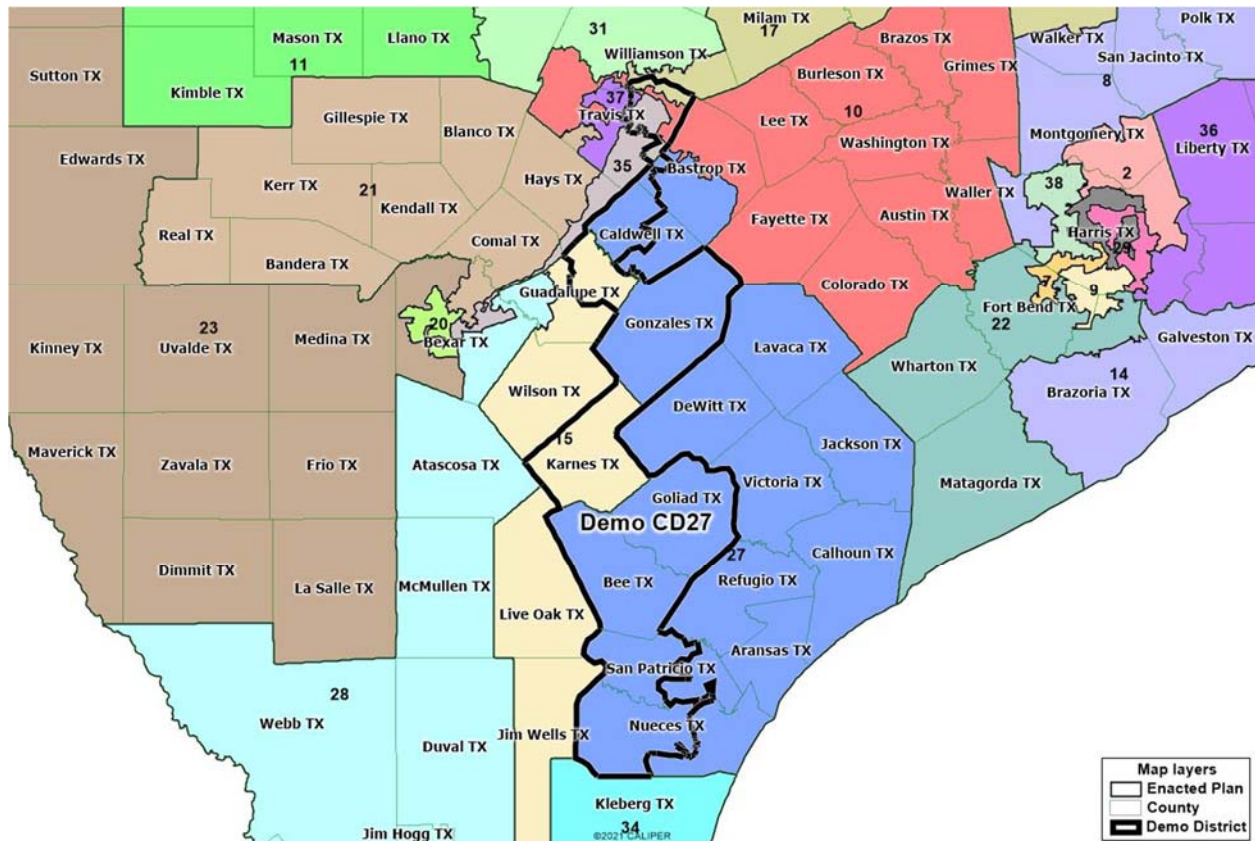 Milam TX
17
Polk TX
Mason TX
Llano TX
31
Williamson TX
Brazos TX
Walker TX
San Jacinto TX
11
8
Sutton TX
Kimble TX
Burleson TX
Grimes TX
37
Travis TX
Gillespie TX
Blanco TX
Lee TX
10
Montgomery TX
36
Liberty TX
Edwards TX
Washington TX
35
Bastrop TX
2
Kerr TX
21
Hays TX
Waller TX
38
Kendall TX
Austin TX
Real TX
Fayette TX
Harris TX
Caldwell TX
29
Comal TX
Bandera TX
Colorado TX
7
9
Guadalupe TX
Fort Bend TX
Gonzales TX
22
20
23
Bexar TX
Galveston TX
Kinney TX
Uvalde TX
Medina TX
Lavaca TX
Wharton TX
14
Brazoria TX
Wilson TX
DeWitt TX
15
Jackson TX
Maverick TX
Zavala TX
Frio TX
Atascosa TX
Karnes TX
Victoria TX
Matagorda TX
Goliad TX
Demo CD27
27
Calhoun TX
Dimmit TX
La Salle TX
McMullen TX
Bee TX
Refugio TX
Live Oak TX
Aransas TX
San Patricio TX
28
Webb TX
Nueces TX
Duval TX
Jim Wells TX
Kleberg TX
34
Jim Hogg TX
©2021 CALIPER
Map layers
Enacted Plan
County
Demo District